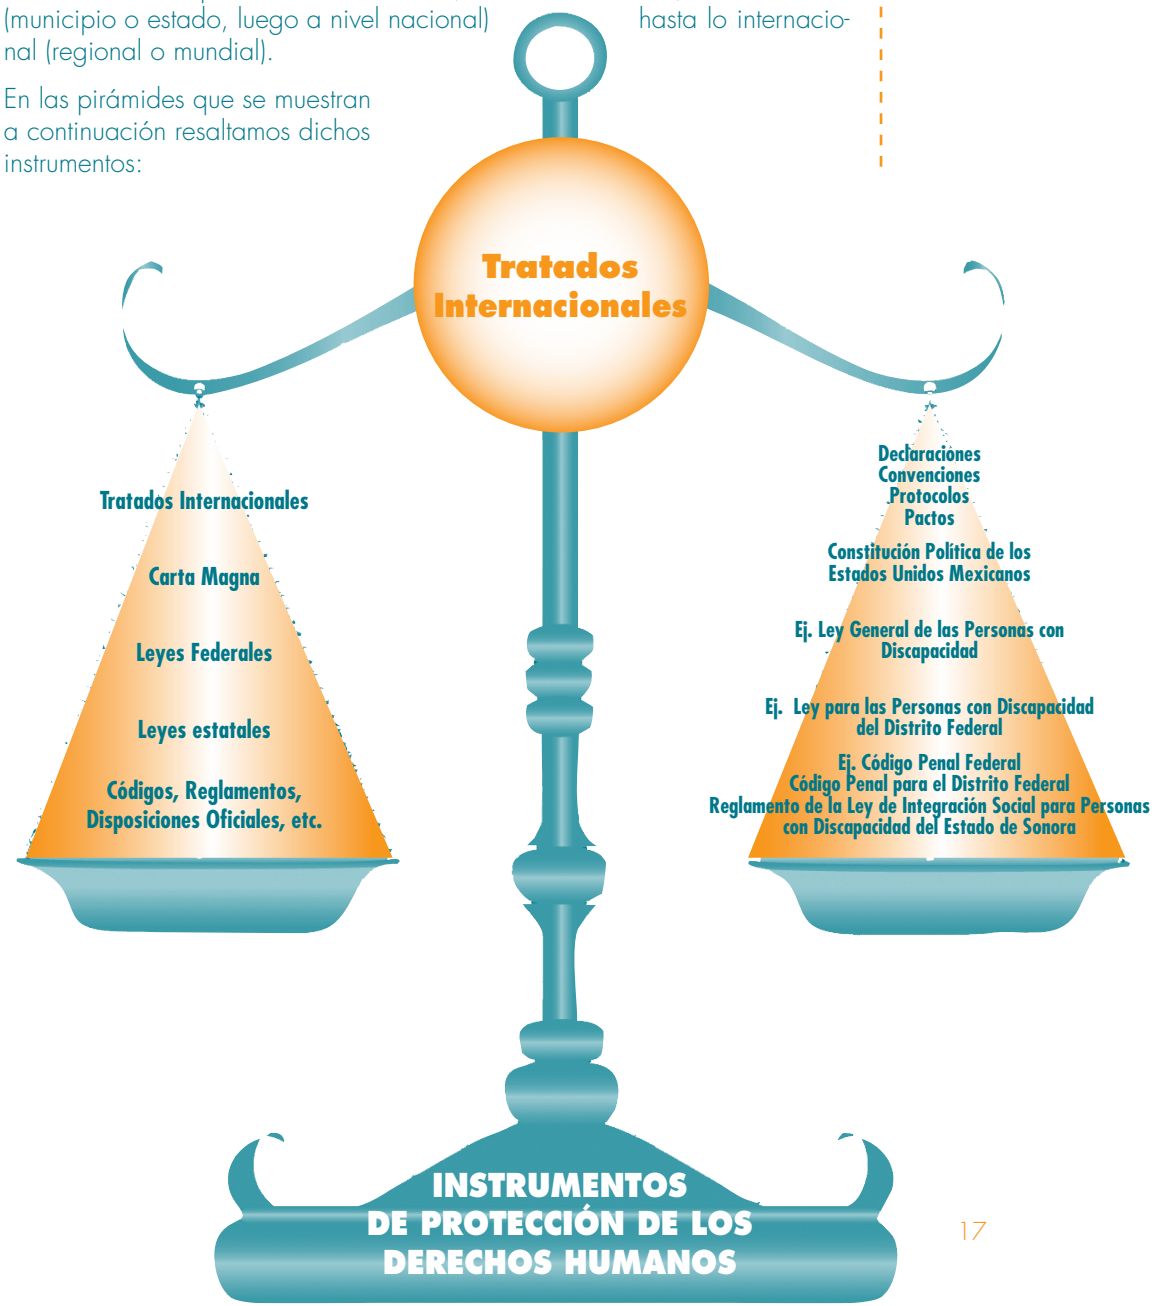 (municipio o estado, luego a nivel nacional) hasta lo internacio-
nal (regional o mundial).
En las pirámides que se muestran
a continuación resaltamos dichos
instrumentos:
Tratados
Internacionales
Tratados Internacionales
Carta Magna
Leyes Federales
Leyes estatales
Códigos, Reglamentos,
Disposiciones Oficiales, etc.
Declaraciones
Convenciones
Protocolos
Pactos
Constitución Política de los
Estados Unidos Mexicanos
Ej. Ley General de las Personas con
Discapacidad
Ej. Ley para las Personas con Discapacidad
del Distrito Federal
Ej. Código Penal Federal
Código Penal para el Distrito Federal
Reglamento de la Ley de Integración Social para Personas
con Discapacidad del Estado de Sonora
INSTRUMENTOS
DE PROTECCIÓN DE LOS
DERECHOS HUMANOS
17